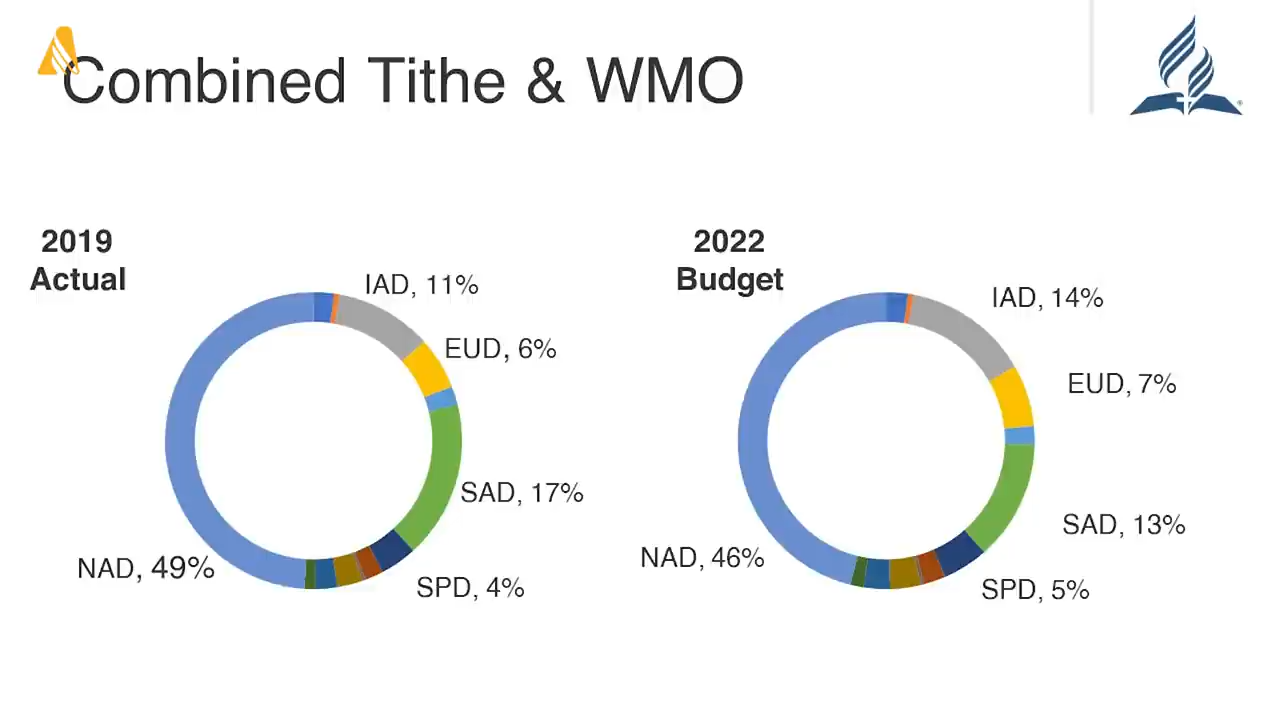 Combined Tithe & WMO
2019
Actual
IAD, 11%
EUD, 6%
SAD, 17%
SPD, 4%
NAD, 49%
2022
Budget
IAD, 14%
EUD, 7%
SAD, 13%
SPD, 5%
NAD, 46%